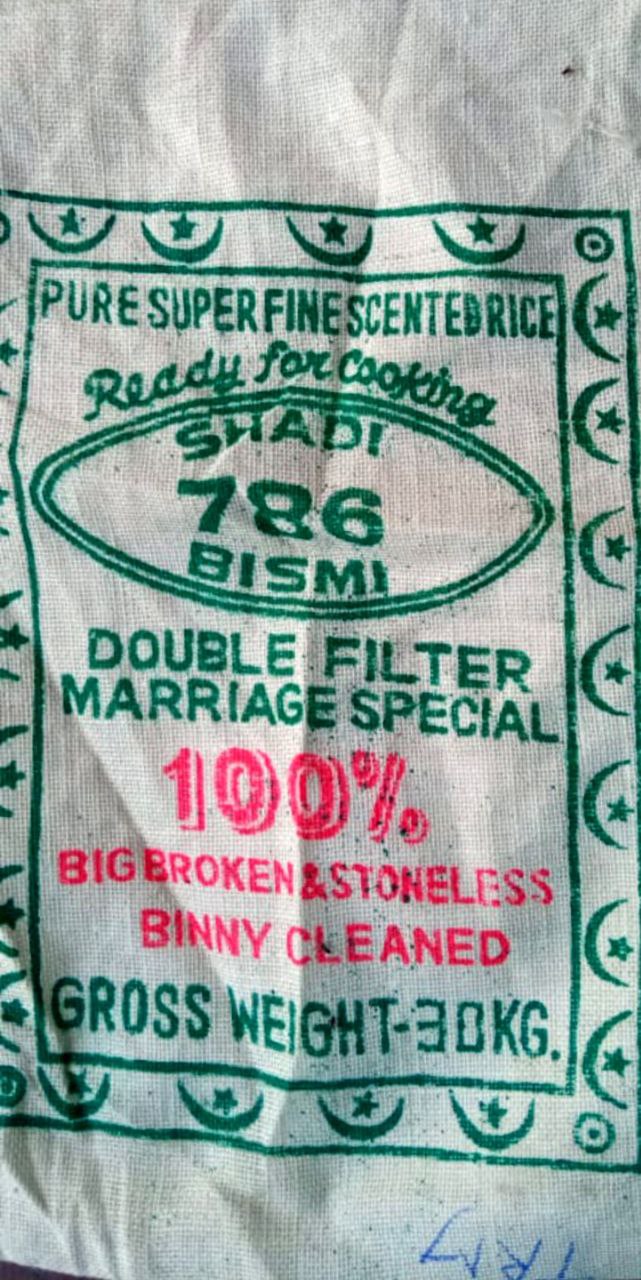 PURE SUPER FINE SCENTED RICE
Ready for Cooking
SHADI
786
BISMI
DOUBLE FILTER
MARRIAGE SPECIAL
100%
BIG BROKEN & STONELESS
BINNY CLEANED
GROSS WEIGHT-30KG.